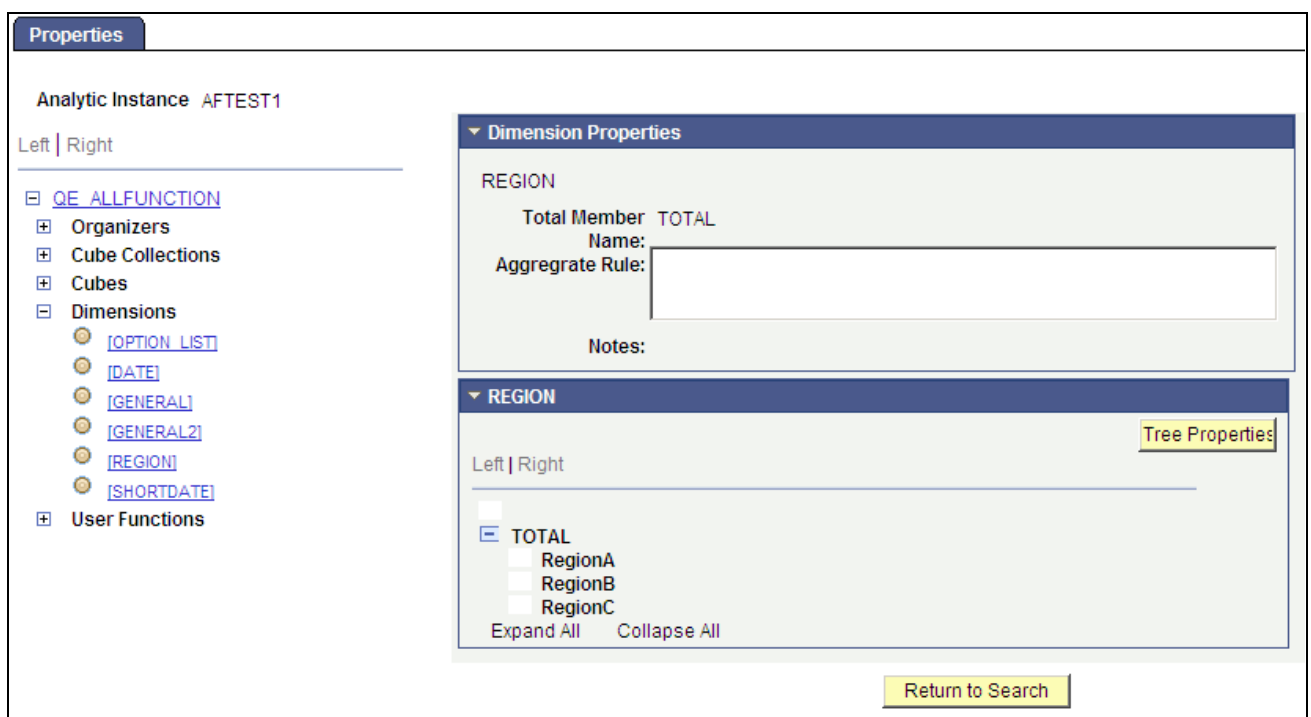 Properties
Analytic Instance AFTEST1
Left | Right
QE_ALLFUNCTION
Organizers
Cube Collections
Cubes
Dimensions
[OPTION_LIST]
[DATE]
[GENERAL]
[GENERAL2]
[REGION]
[SHORTDATE]
User Functions
Dimension Properties
REGION
Total Member Name: TOTAL
Aggregrate Rule:
Notes:
REGION
Tree Properties
Left | Right
TOTAL
RegionA
RegionB
RegionC
Expand All Collapse All
Return to Search